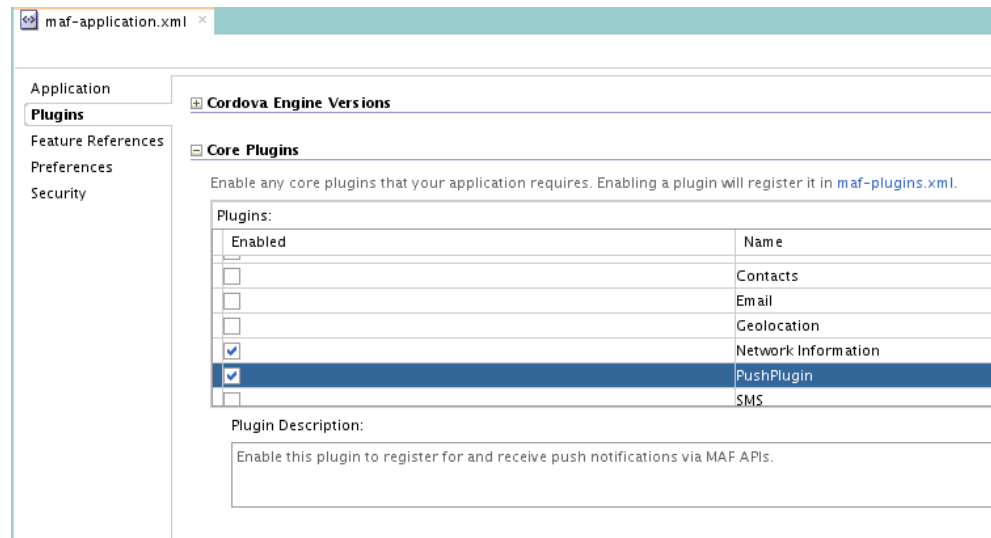 maf-application.xml
Application
Plugins
Feature References
Preferences
Security
Cordova Engine Versions
Core Plugins
Enable any core plugins that your application requires. Enabling a plugin will register it in maf-plugins.xml.
Plugins:
Enabled Name
Contacts
Email
Geolocation
Network Information
PushPlugin
SMS
Plugin Description:
Enable this plugin to register for and receive push notifications via MAF APIs.